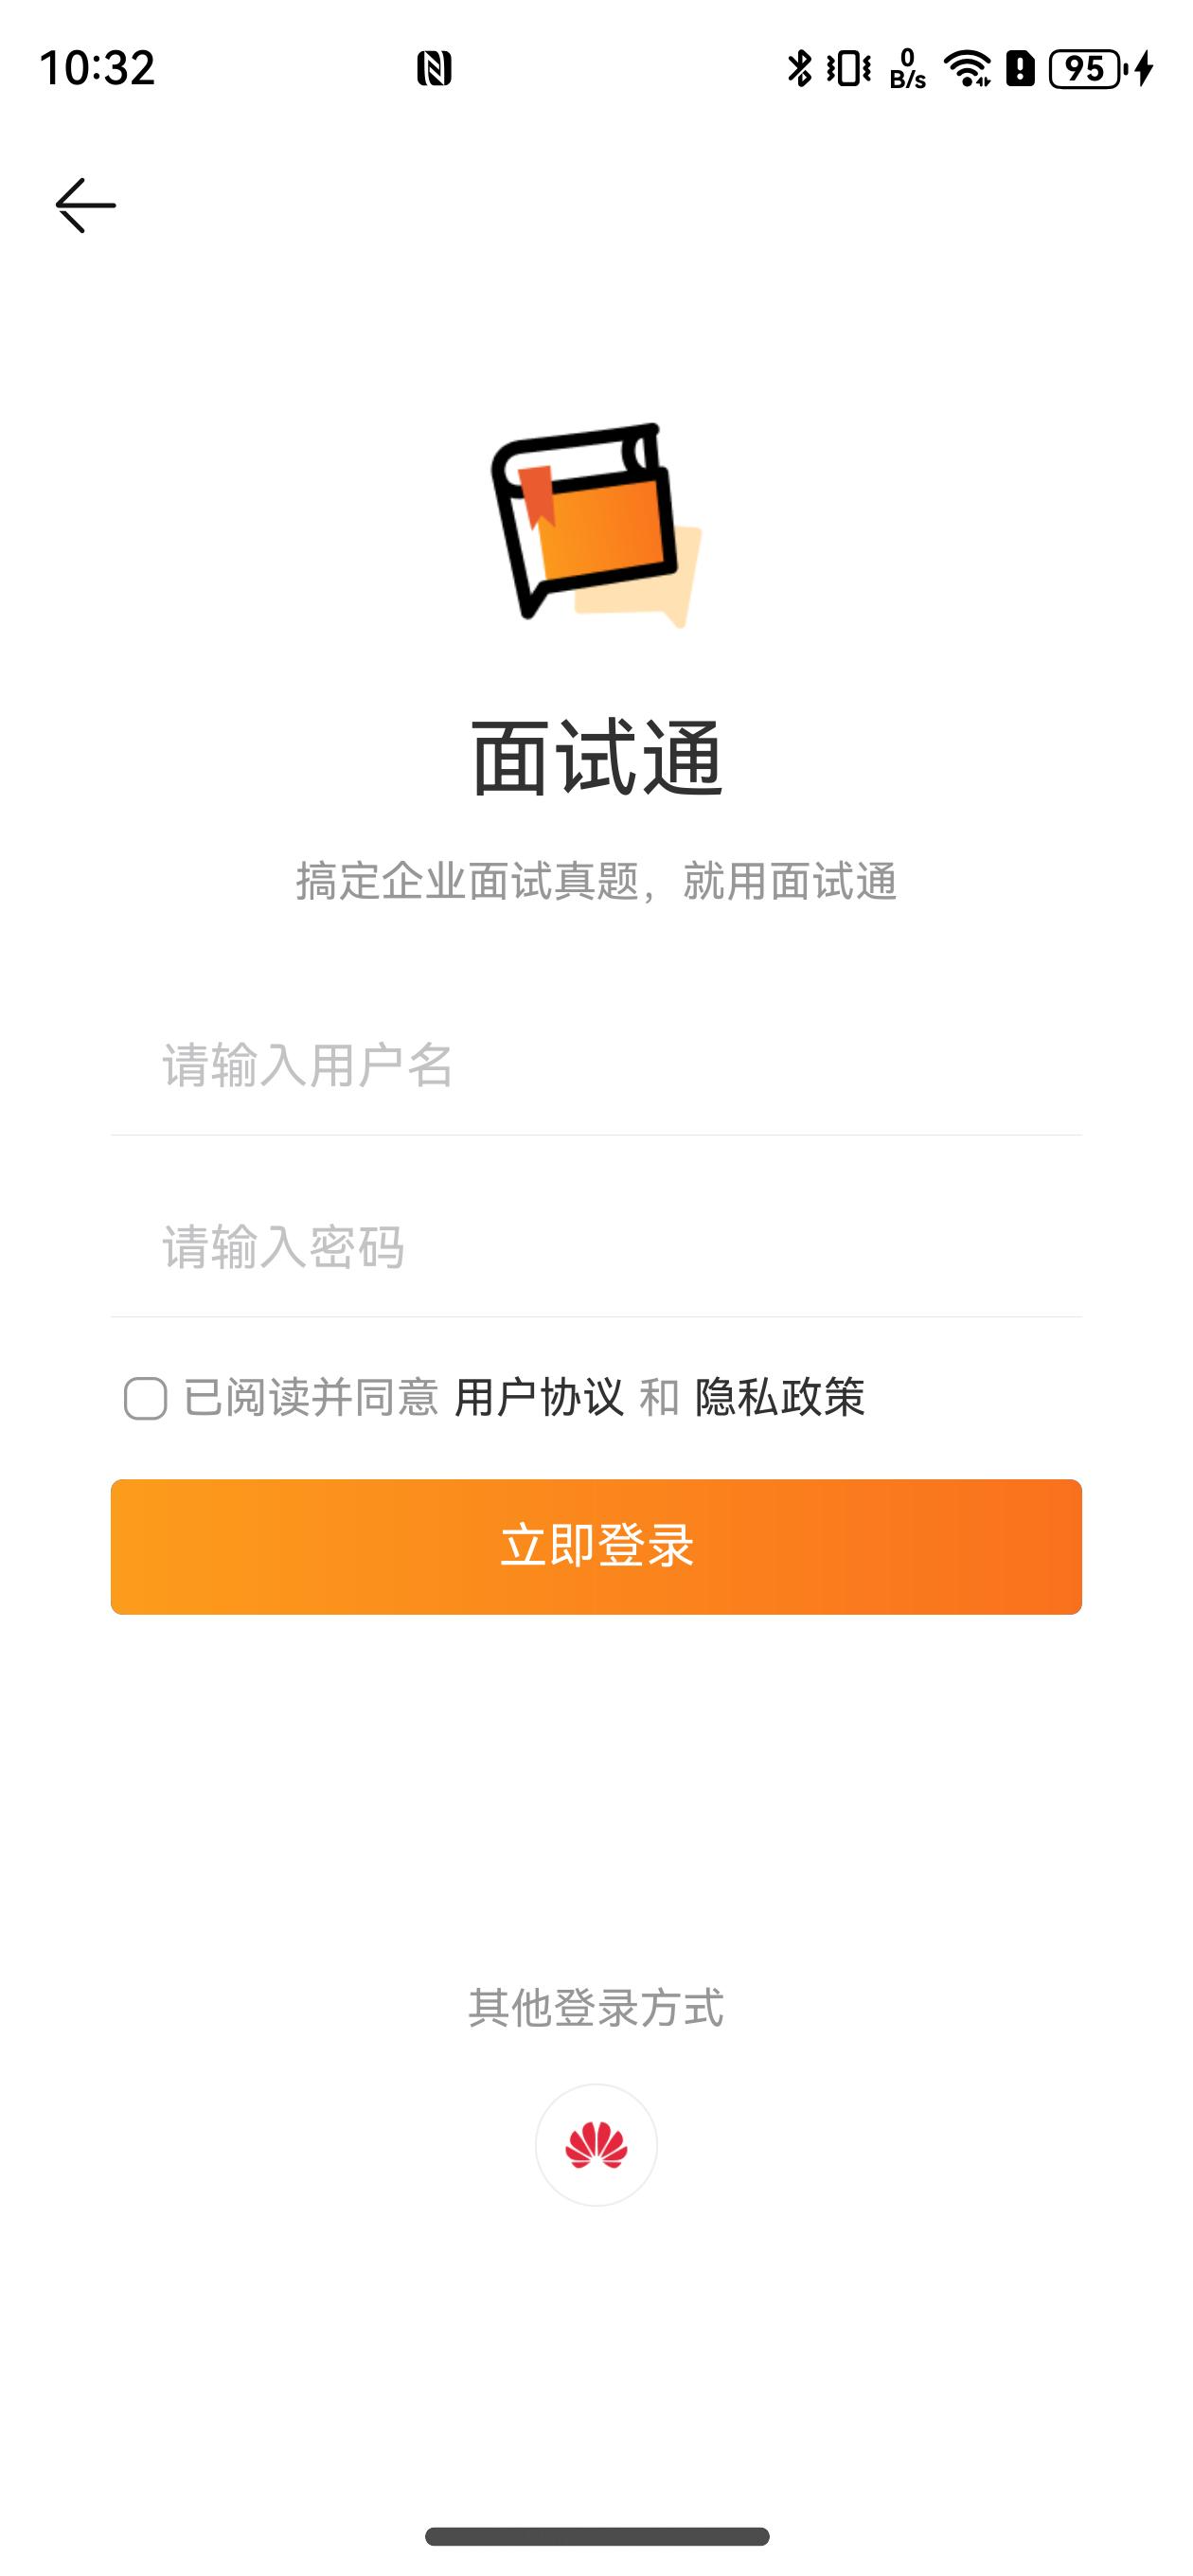 10:32
0
B/s
95
面试通
搞定企业面试真题，就用面试通
请输入用户名
请输入密码
已阅读并同意 用户协议 和 隐私政策
立即登录
其他登录方式